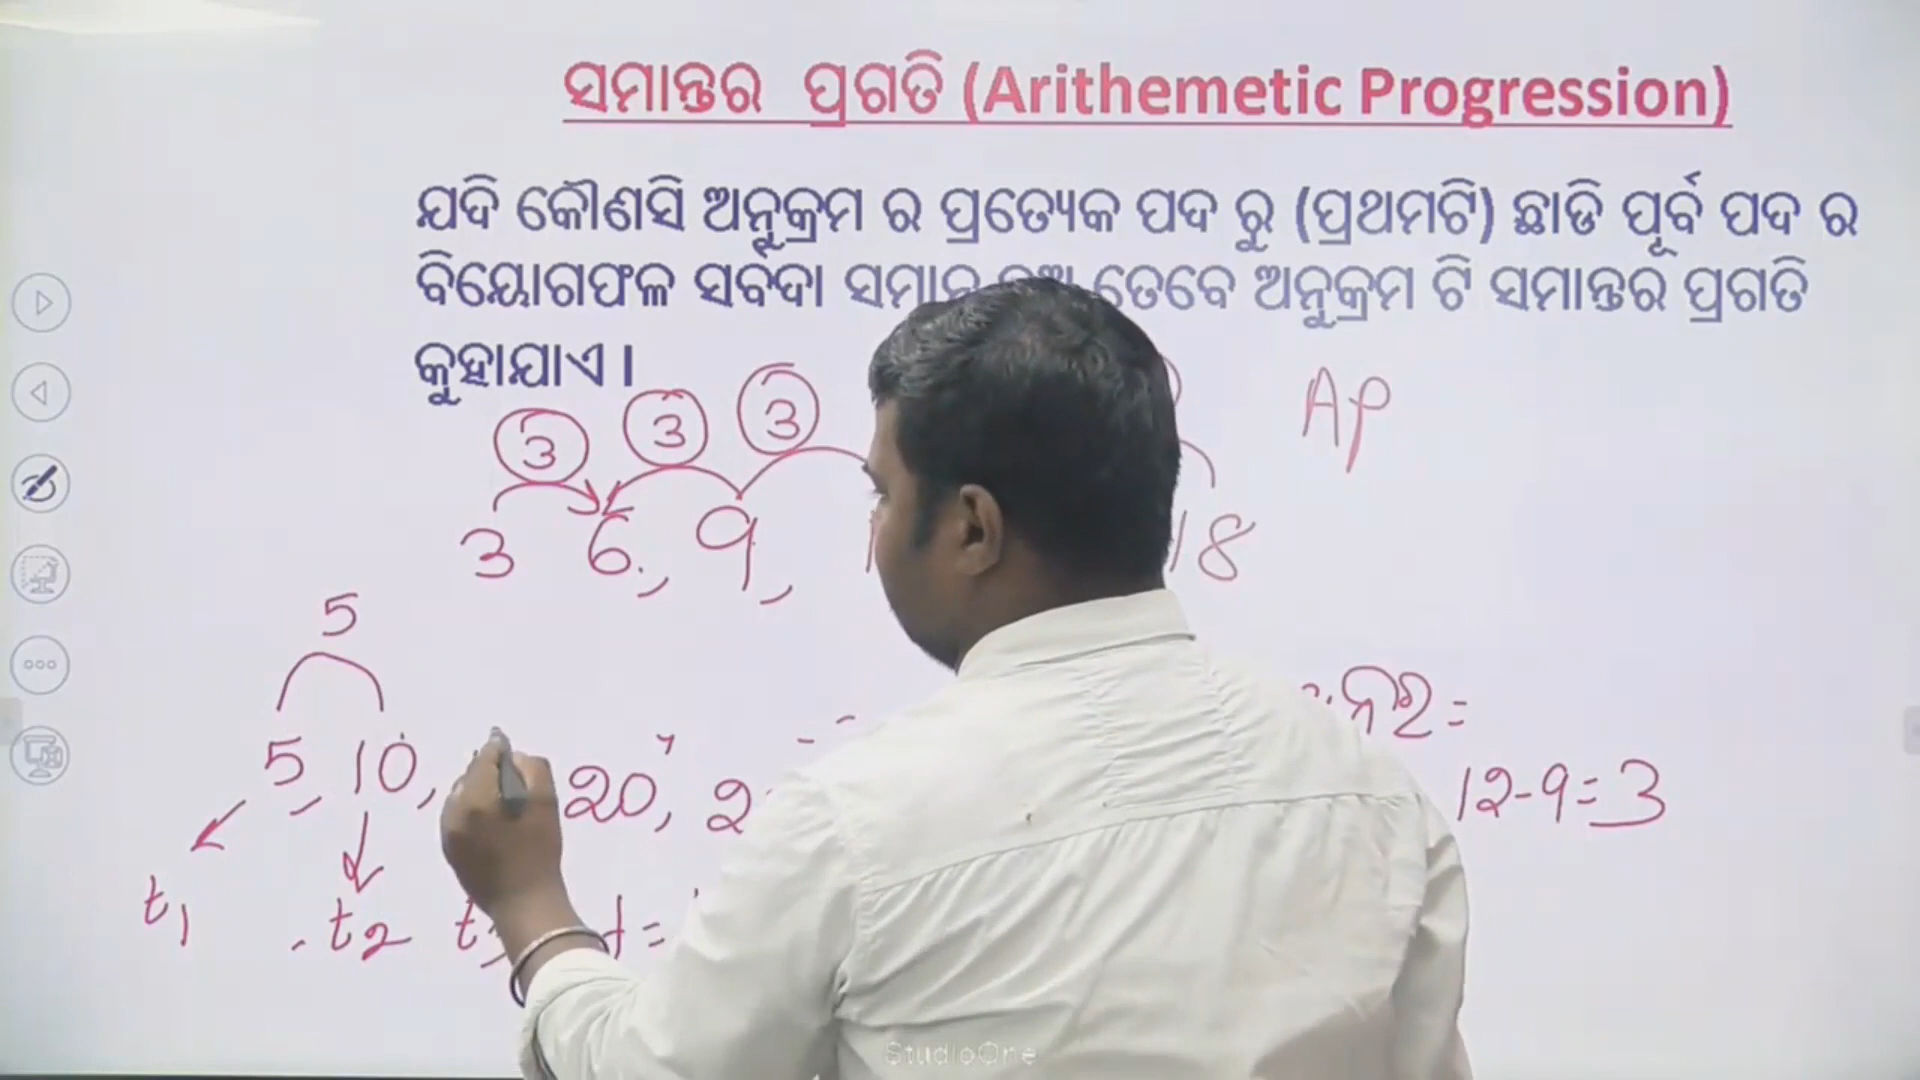 ସମାନ୍ତର ପ୍ରଗତି (Arithemetic Progression)
ଯଦି କୌଣସି ଅନୁକ୍ରମ ର ପ୍ରତ୍ୟେକ ପଦ ରୁ (ପ୍ରଥମଟି) ଛାଡି ପୂର୍ବ ପଦ ର
ବିୟୋଗଫଳ ସର୍ବଦା ସମାନ ତେବେ ଅନୁକ୍ରମ ଟି ସମାନ୍ତର ପ୍ରଗତି
କୁହାଯାଏ ।
3 3 3 AP
3 6, 9, 18
5
5, 10, 20, 2
12-9=3
t1 t2
StudioOne